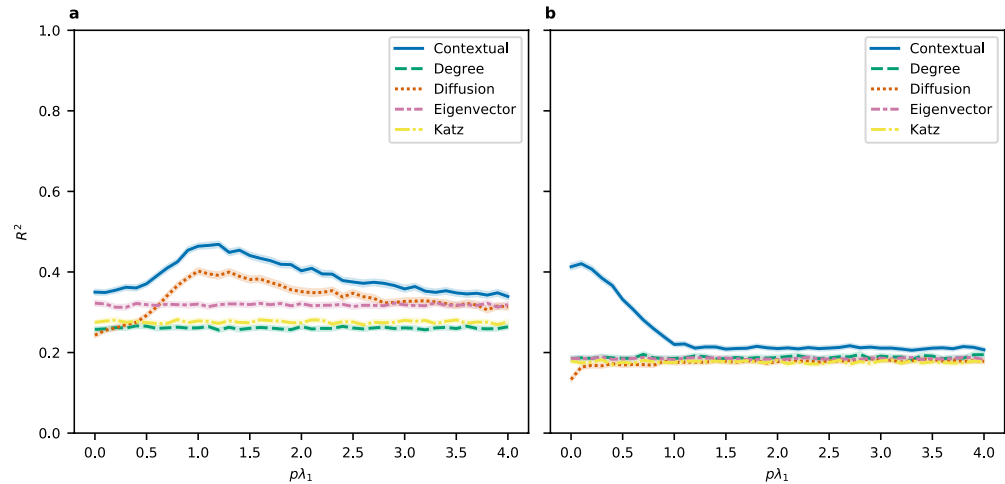 a
b
1.0
0.8
0.6
0.4
0.2
0.0
R²
Contextual
Degree
Diffusion
Eigenvector
Katz
0.0 0.5 1.0 1.5 2.0 2.5 3.0 3.5 4.0
pλ₁
Contextual
Degree
Diffusion
Eigenvector
Katz
0.0 0.5 1.0 1.5 2.0 2.5 3.0 3.5 4.0
pλ₁